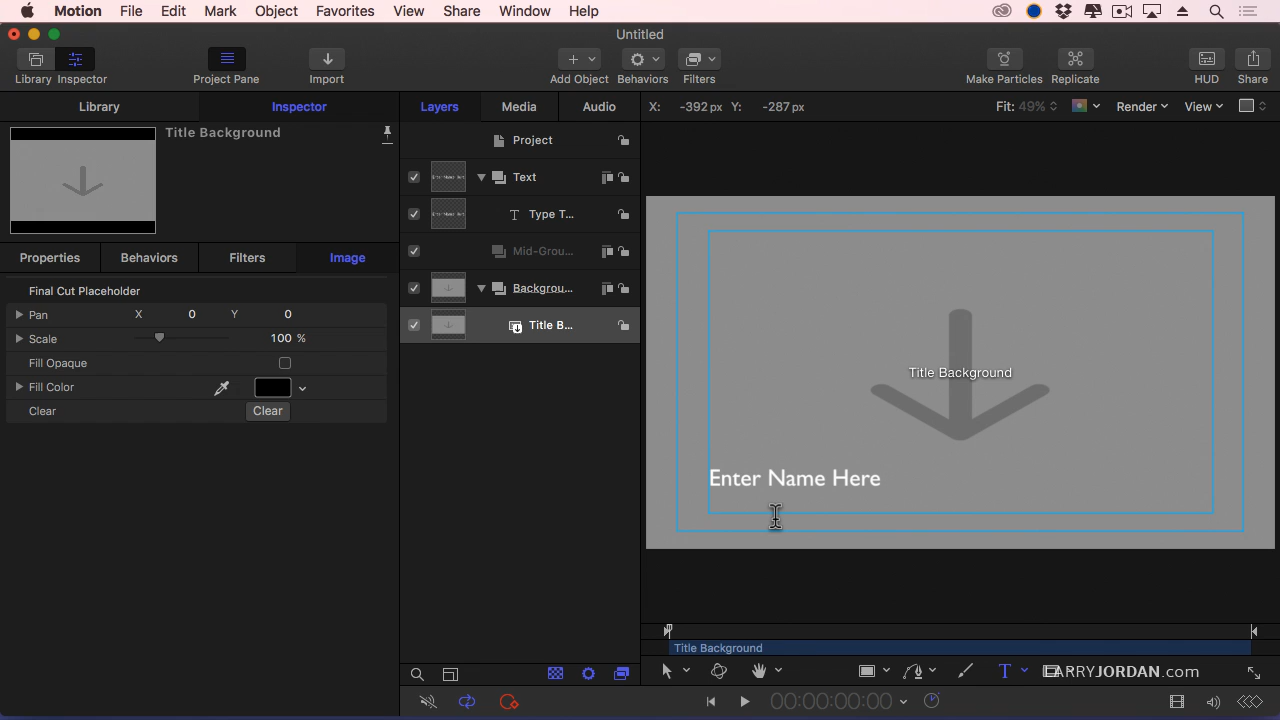 Motion File Edit Mark Object Favorites View Share Window Help
Untitled
Library Inspector Project Pane Import Add Object Behaviors Filters Make Particles Replicate HUD Share
Library Inspector Layers Media Audio X: -392 px Y: -287 px Fit: 49% Render View
Title Background
Project
Text
Type T...
Mid-Grou...
Backgrou...
Title B...
Properties Behaviors Filters Image
Final Cut Placeholder
Pan X 0 Y 0
Scale 100 %
Fill Opaque
Fill Color
Clear Clear
Title Background
Enter Name Here
Title Background
T
LARRYJORDAN.com
00:00:00:00